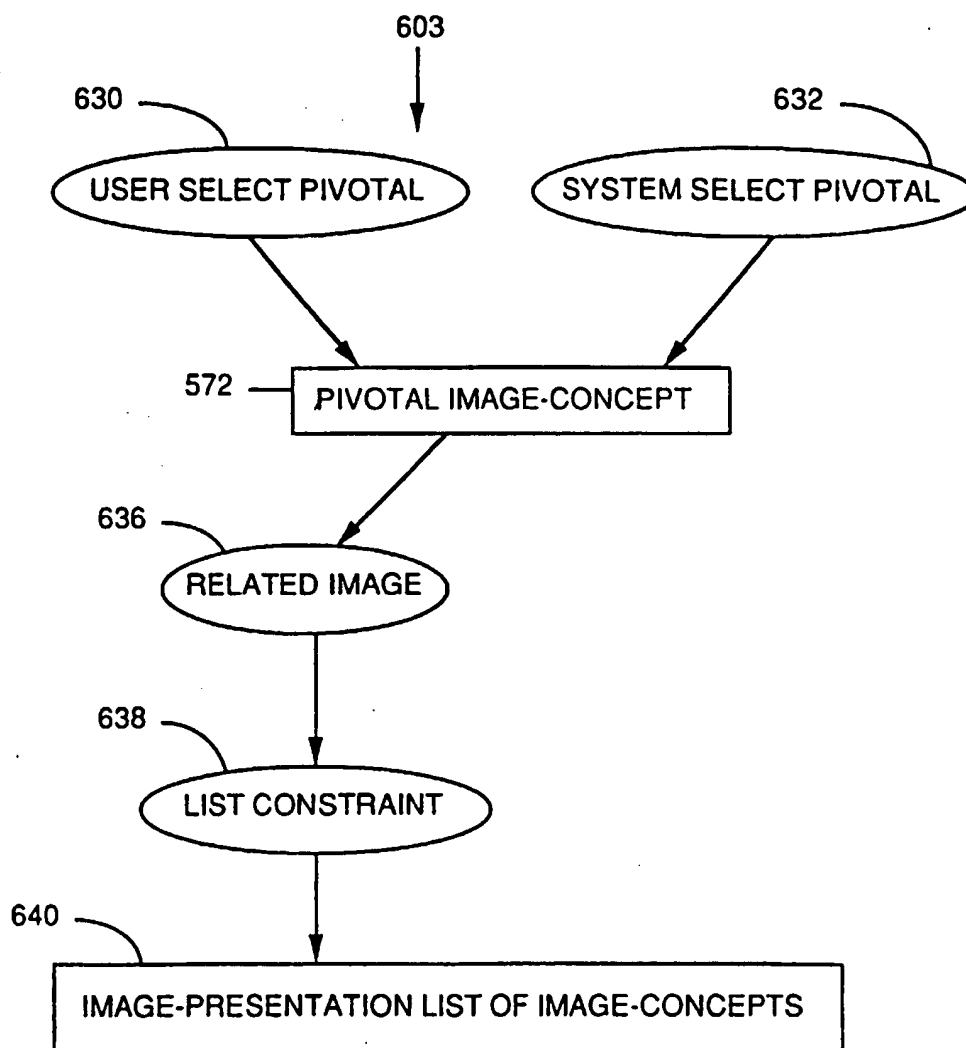 603
630
632
USER SELECT PIVOTAL
SYSTEM SELECT PIVOTAL
572
PIVOTAL IMAGE-CONCEPT
636
RELATED IMAGE
638
LIST CONSTRAINT
640
IMAGE-PRESENTATION LIST OF IMAGE-CONCEPTS